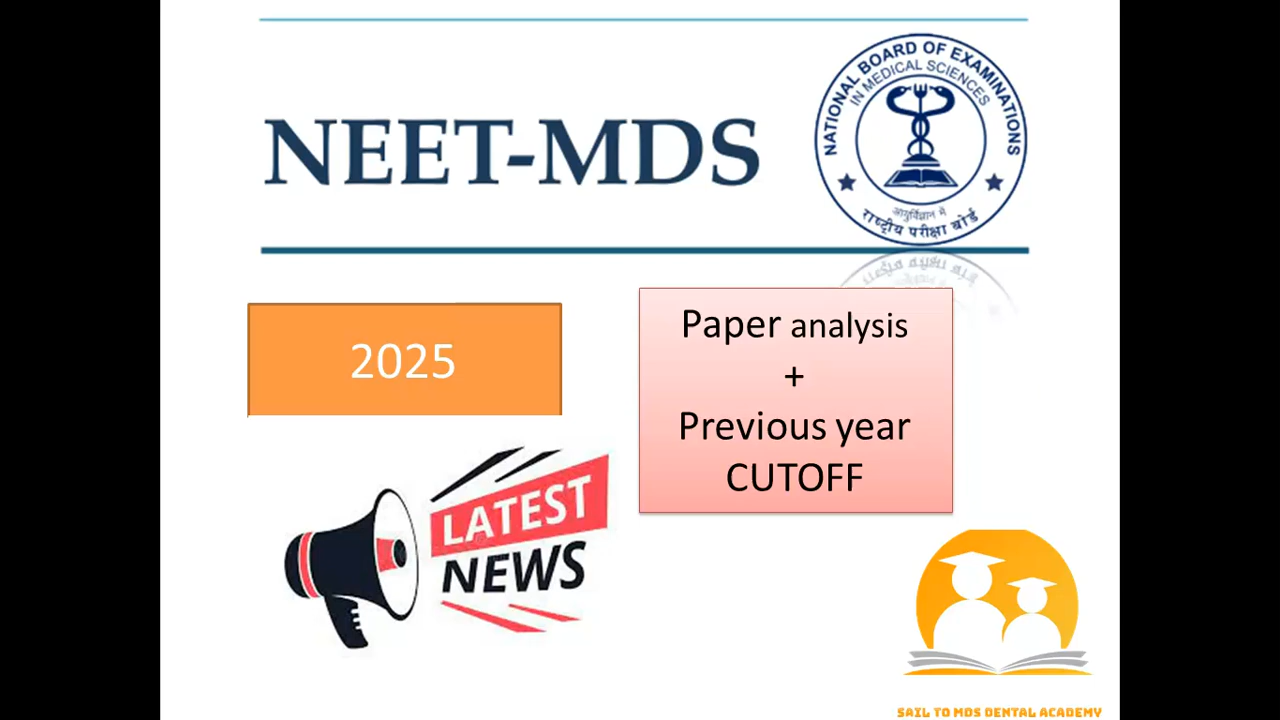 NATIONAL BOARD OF EXAMINATIONS
IN MEDICAL SCIENCES
NEET-MDS
आयुर्विज्ञान में
राष्ट्रीय परीक्षा बोर्ड
2025
Paper analysis
+
Previous year
CUTOFF
LATEST
NEWS
SAIL TO MDS DENTAL ACADEMY